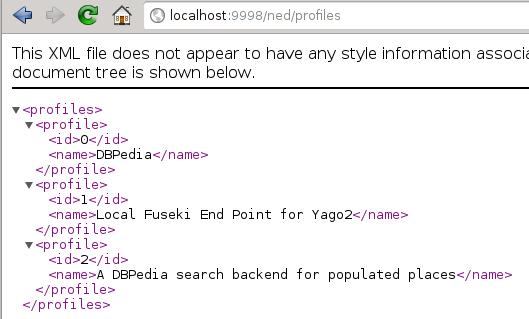 localhost:9998/ned/profiles
This XML file does not appear to have any style information associa
document tree is shown below.
<profiles>
<profile>
<id>0</id>
<name>DBPedia</name>
</profile>
<profile>
<id>1</id>
<name>Local Fuseki End Point for Yago2</name>
</profile>
<profile>
<id>2</id>
<name>A DBPedia search backend for populated places</name>
</profile>
</profiles>